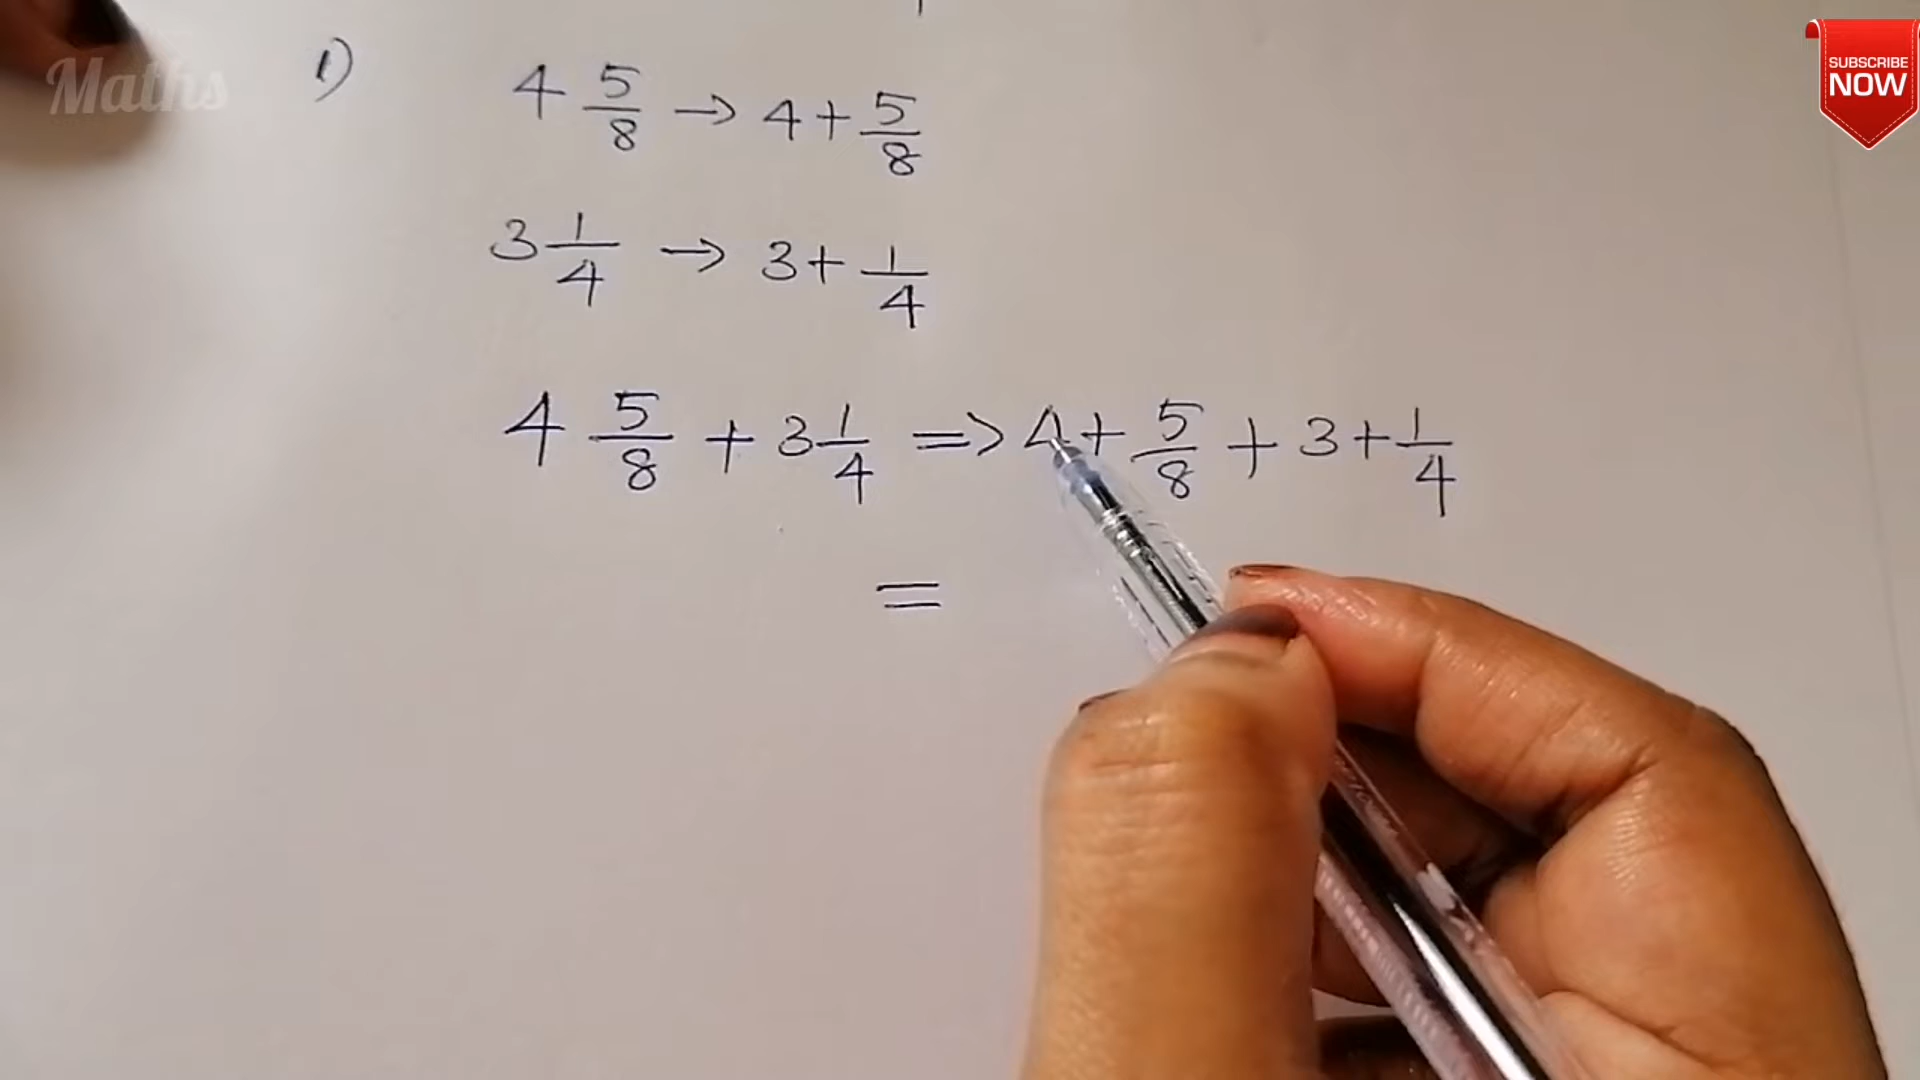 Maths
SUBSCRIBE
NOW
1) 4 5/8 → 4 + 5/8
3 1/4 → 3 + 1/4
4 5/8 + 3 1/4 => 4 + 5/8 + 3 + 1/4
=